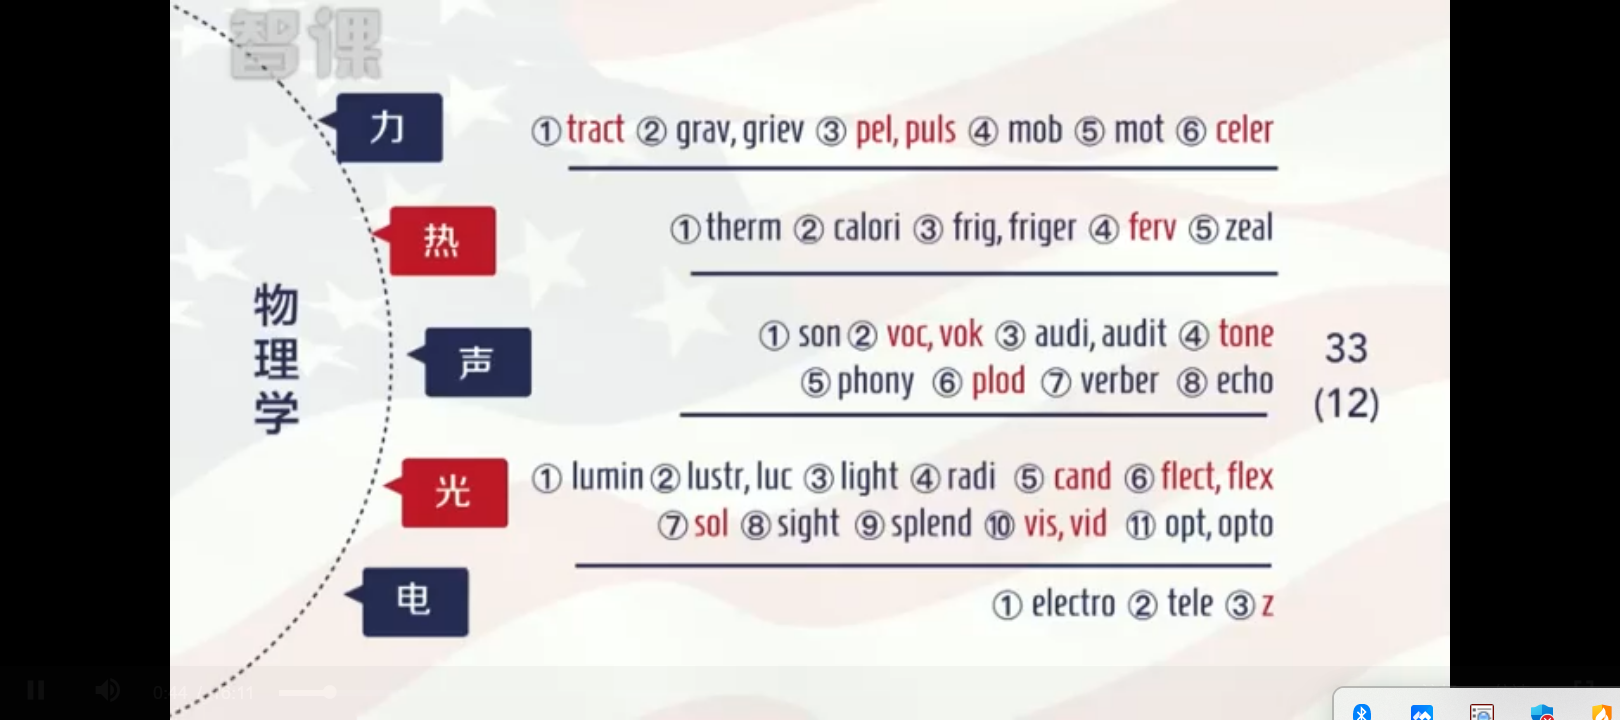 智课
力
① tract ② grav, griev ③ pel, puls ④ mob ⑤ mot ⑥ celer
热
① therm ② calori ③ frig, friger ④ ferv ⑤ zeal
物理学
声
① son ② voc, vok ③ audi, audit ④ tone
⑤ phony ⑥ plod ⑦ verber ⑧ echo
33
(12)
光
① lumin ② lustr, luc ③ light ④ radi ⑤ cand ⑥ flect, flex
⑦ sol ⑧ sight ⑨ splend ⑩ vis, vid ⑪ opt, opto
电
① electro ② tele ③ z